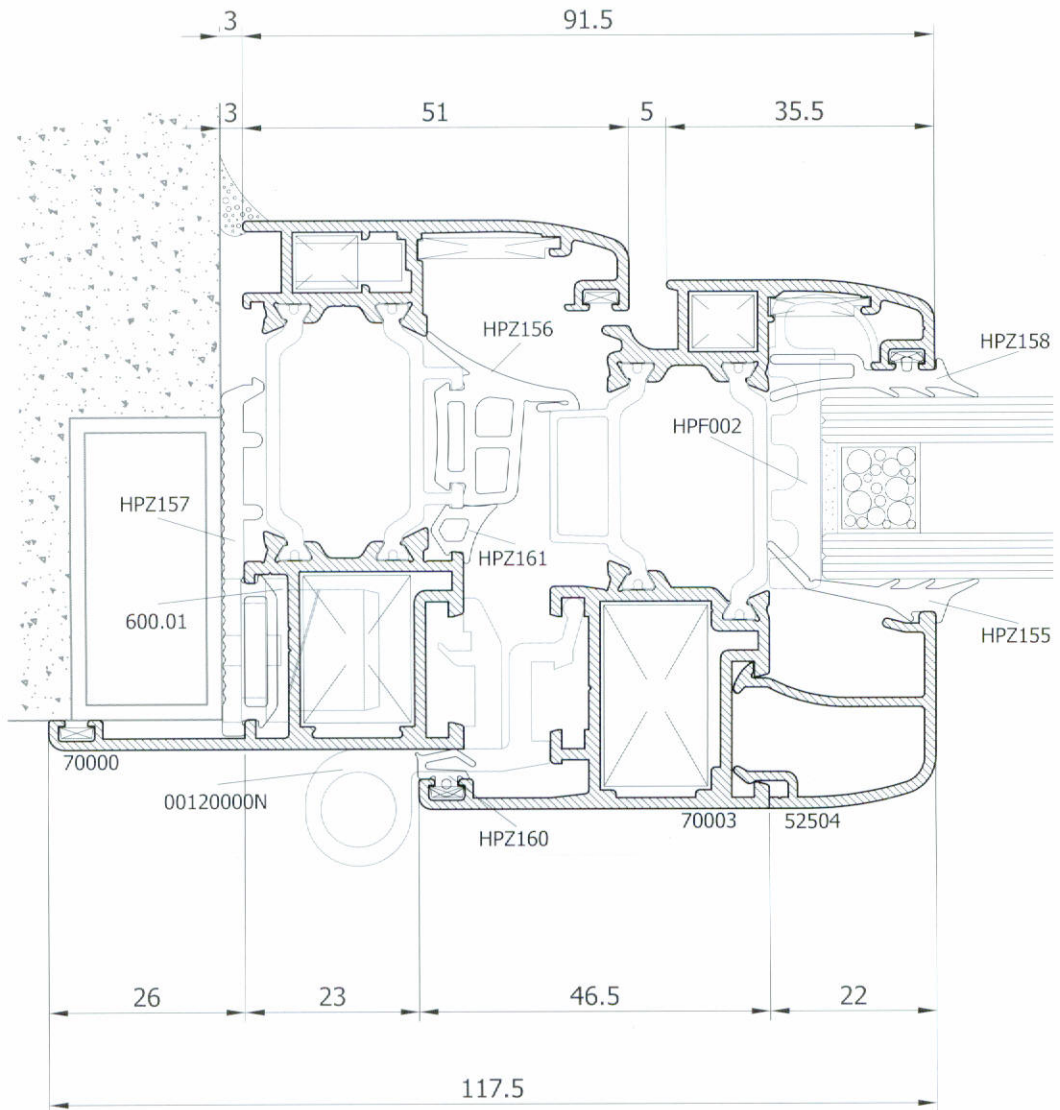 3 91.5
3 51 5 35.5
HPZ156
HPZ158
HPF002
HPZ157
HPZ161
600.01
HPZ155
70000
00120000N
70003 52504
HPZ160
26 23 46.5 22
117.5